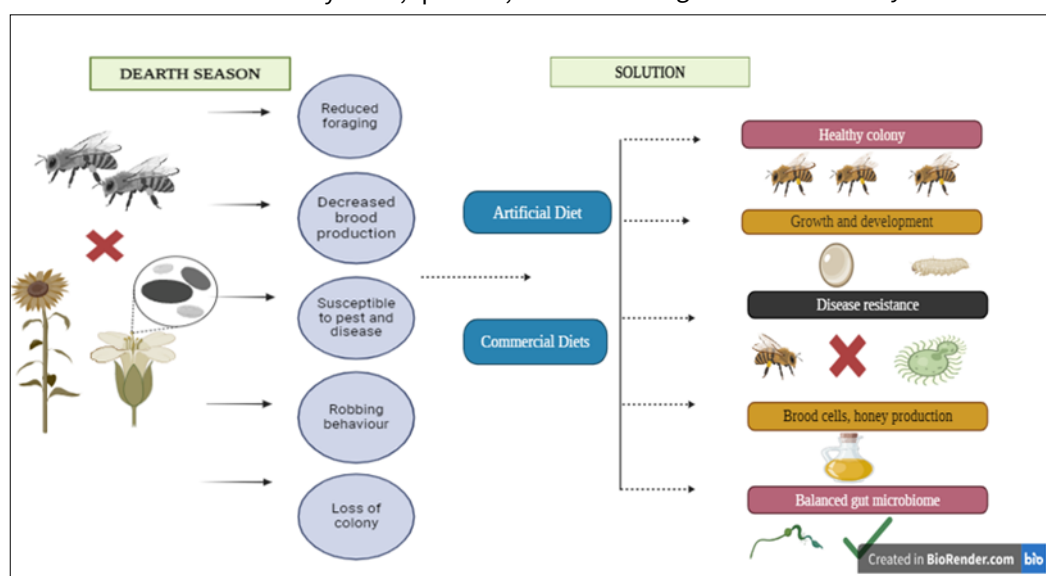 DEARTH SEASON
Reduced
foraging
Decreased
brood
production
Susceptible
to pest and
disease
Robbing
behaviour
Loss of
colony
Artificial Diet
Commercial Diets
SOLUTION
Healthy colony
Growth and development
Disease resistance
Brood cells, honey production
Balanced gut microbiome
Created in BioRender.com bio